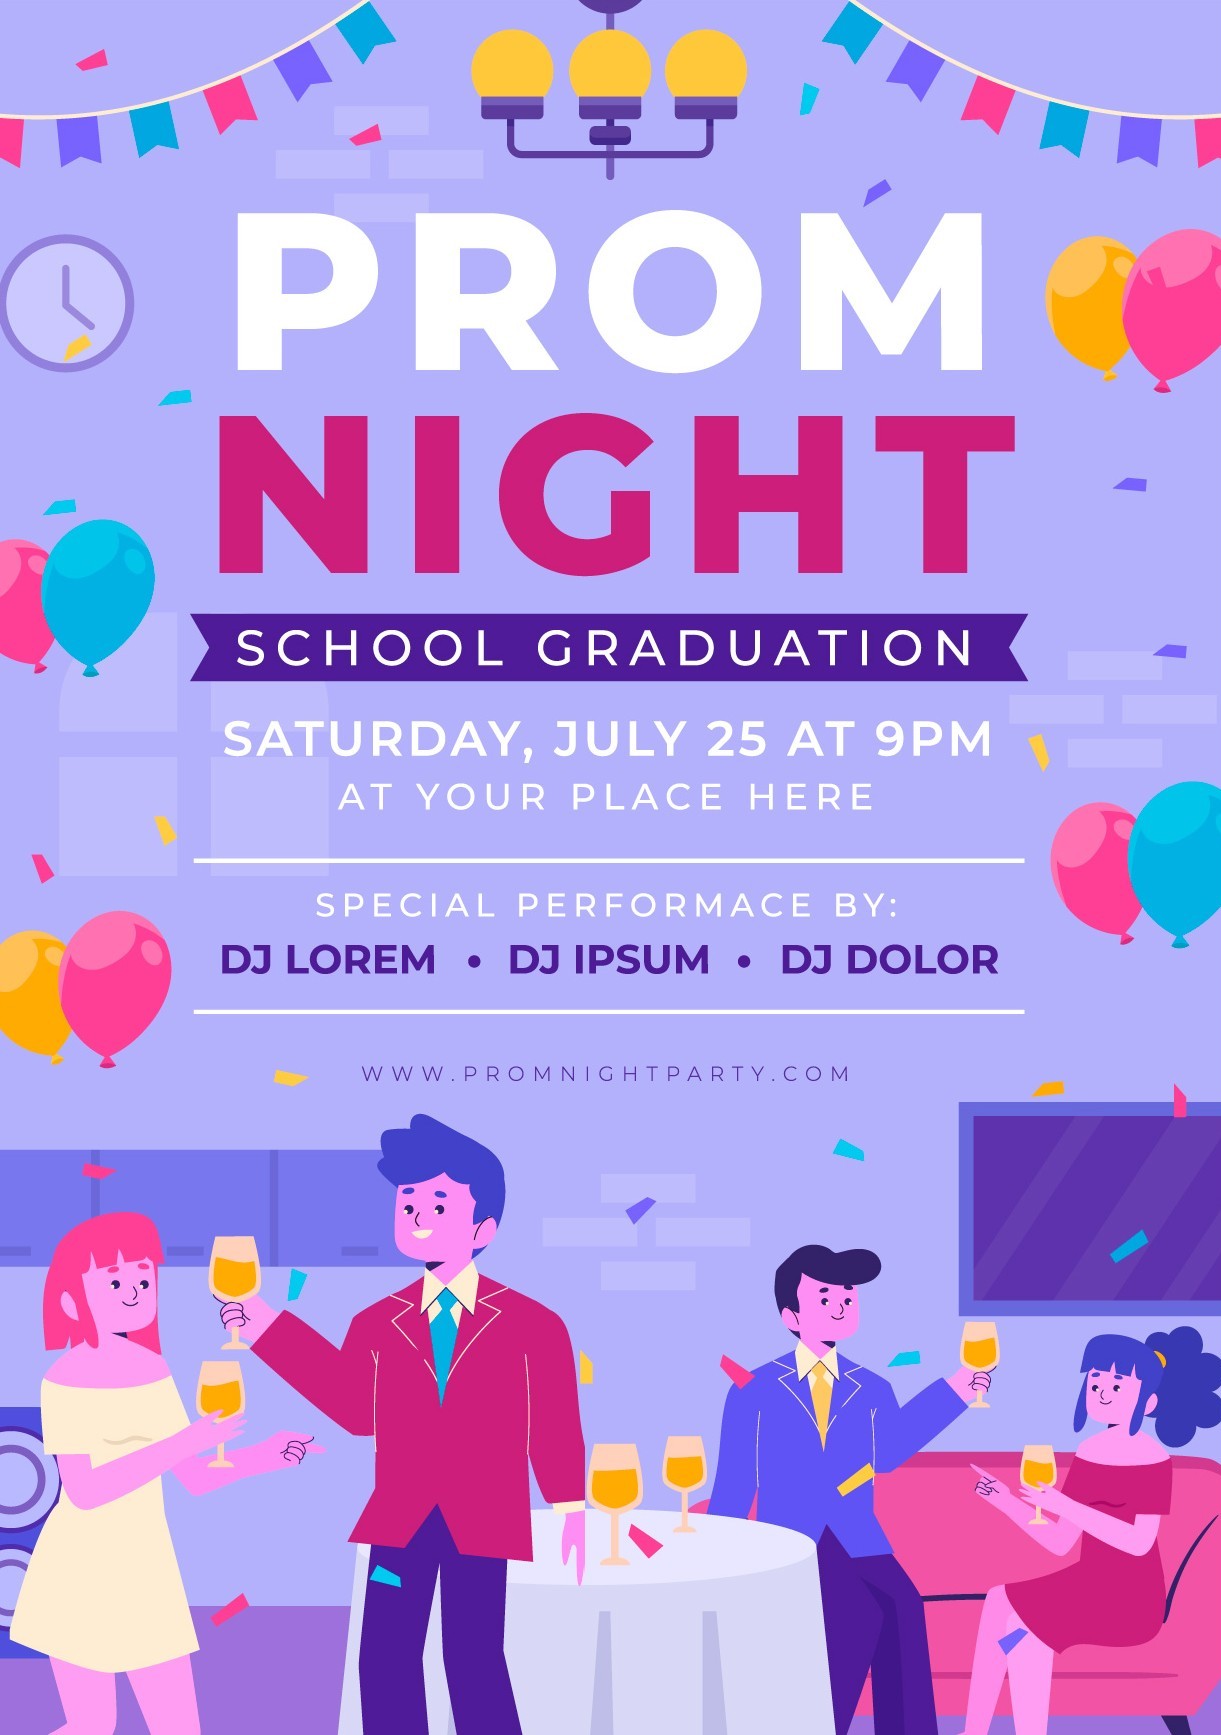 PROM
NIGHT
SCHOOL GRADUATION
SATURDAY, JULY 25 AT 9PM
AT YOUR PLACE HERE
SPECIAL PERFORMACE BY:
DJ LOREM • DJ IPSUM • DJ DOLOR
WWW.PROMNIGHTPARTY.COM